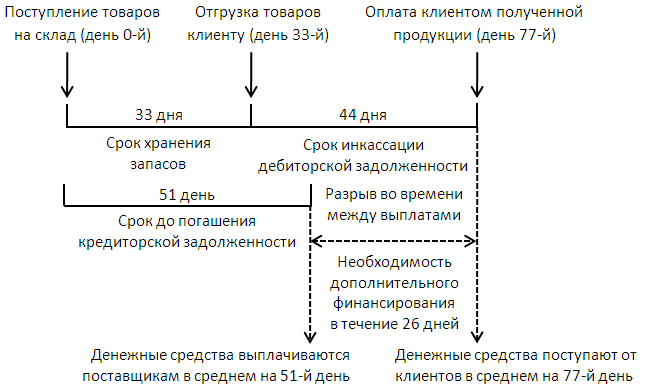 Поступление товаров
на склад (день 0-й)
Отгрузка товаров
клиенту (день 33-й)
Оплата клиентом полученной
продукции (день 77-й)
33 дня
44 дня
Срок хранения
запасов
Срок инкассации
дебиторской задолженности
51 день
Срок до погашения
кредиторской задолженности
Разрыв во времени
между выплатами
Необходимость
дополнительного
финансирования
в течение 26 дней
Денежные средства выплачиваются
поставщикам в среднем на 51-й день
Денежные средства поступают от
клиентов в среднем на 77-й день